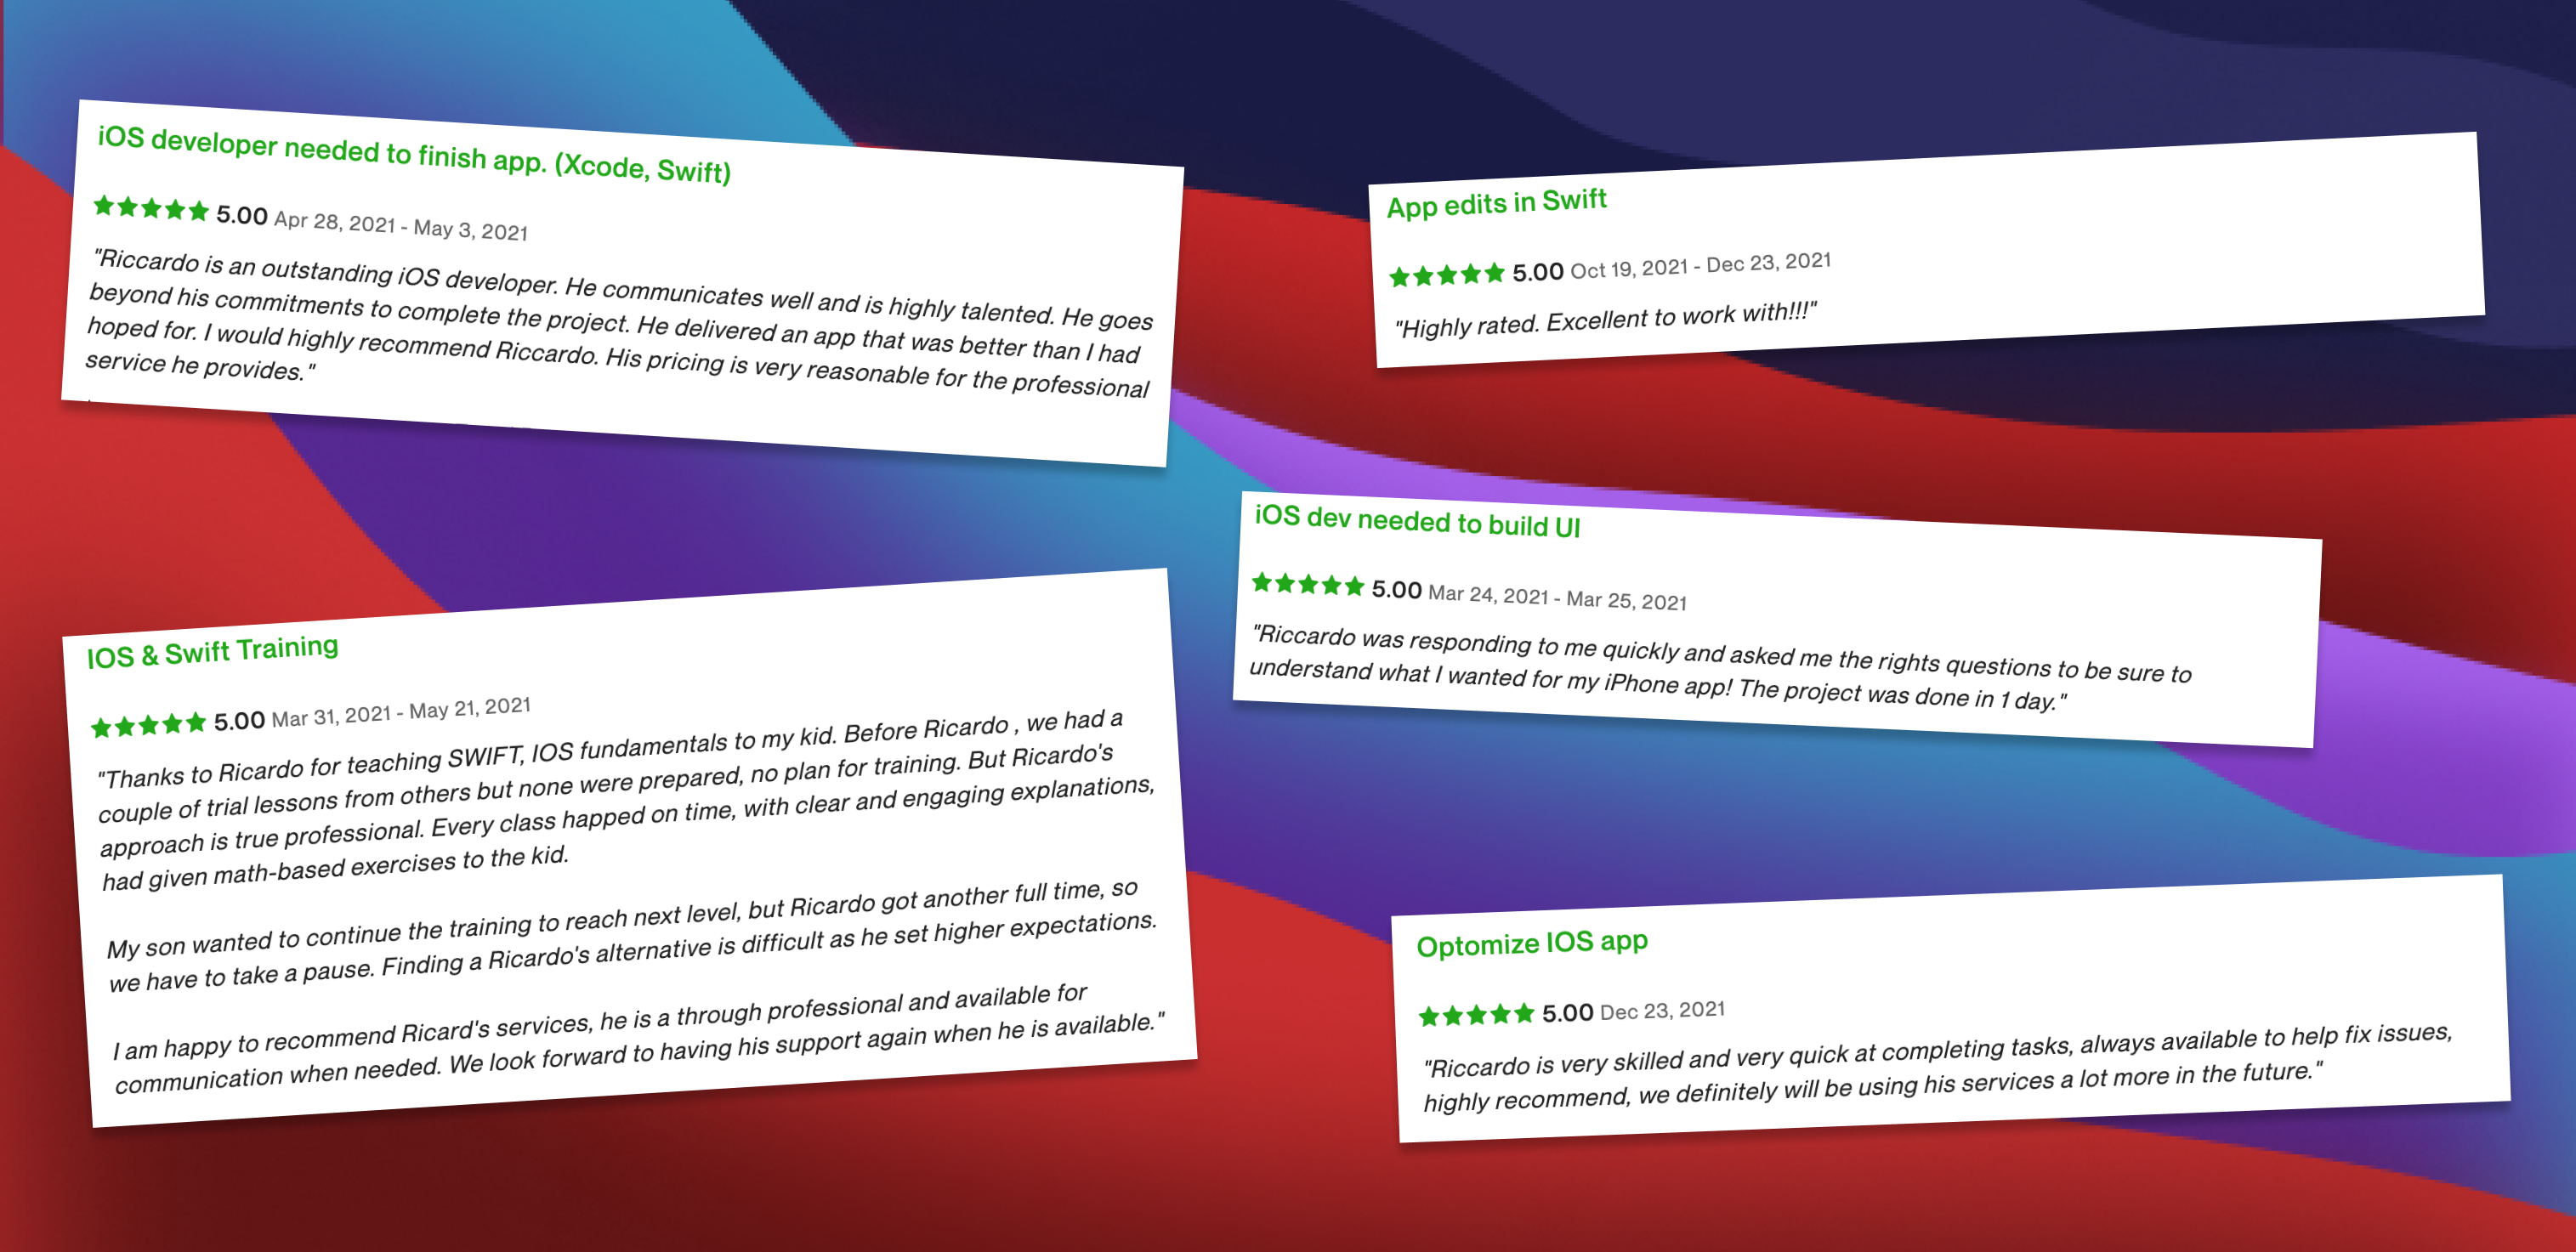 iOS developer needed to finish app. (Xcode, Swift)
5.00 Apr 28, 2021 - May 3, 2021
"Riccardo is an outstanding iOS developer. He communicates well and is highly talented. He goes
beyond his commitments to complete the project. He delivered an app that was better than I had
hoped for. I would highly recommend Riccardo. His pricing is very reasonable for the professional
service he provides."
IOS & Swift Training
5.00 Mar 31, 2021 - May 21, 2021
"Thanks to Ricardo for teaching SWIFT, IOS fundamentals to my kid. Before Ricardo , we had a
couple of trial lessons from others but none were prepared, no plan for training. But Ricardo's
approach is true professional. Every class happed on time, with clear and engaging explanations,
had given math-based exercises to the kid.
My son wanted to continue the training to reach next level, but Ricardo got another full time, so
we have to take a pause. Finding a Ricardo's alternative is difficult as he set higher expectations.
I am happy to recommend Ricard's services, he is a through professional and available for
communication when needed. We look forward to having his support again when he is available."
App edits in Swift
5.00 Oct 19, 2021 - Dec 23, 2021
"Highly rated. Excellent to work with!!!"
iOS dev needed to build UI
5.00 Mar 24, 2021 - Mar 25, 2021
"Riccardo was responding to me quickly and asked me the rights questions to be sure to
understand what I wanted for my iPhone app! The project was done in 1 day."
Optomize IOS app
5.00 Dec 23, 2021
"Riccardo is very skilled and very quick at completing tasks, always available to help fix issues,
highly recommend, we definitely will be using his services a lot more in the future."